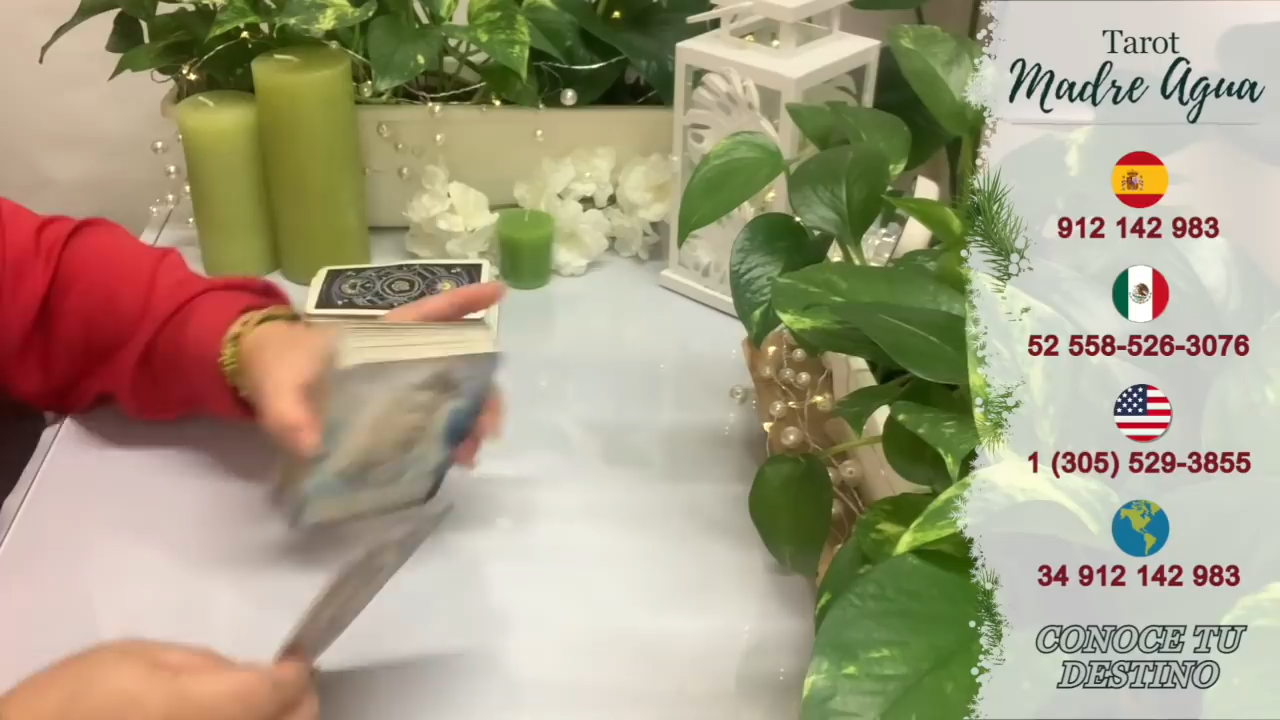 Tarot
Madre Agua
912 142 983
52 558-526-3076
1 (305) 529-3855
34 912 142 983
CONOCE TU
DESTINO